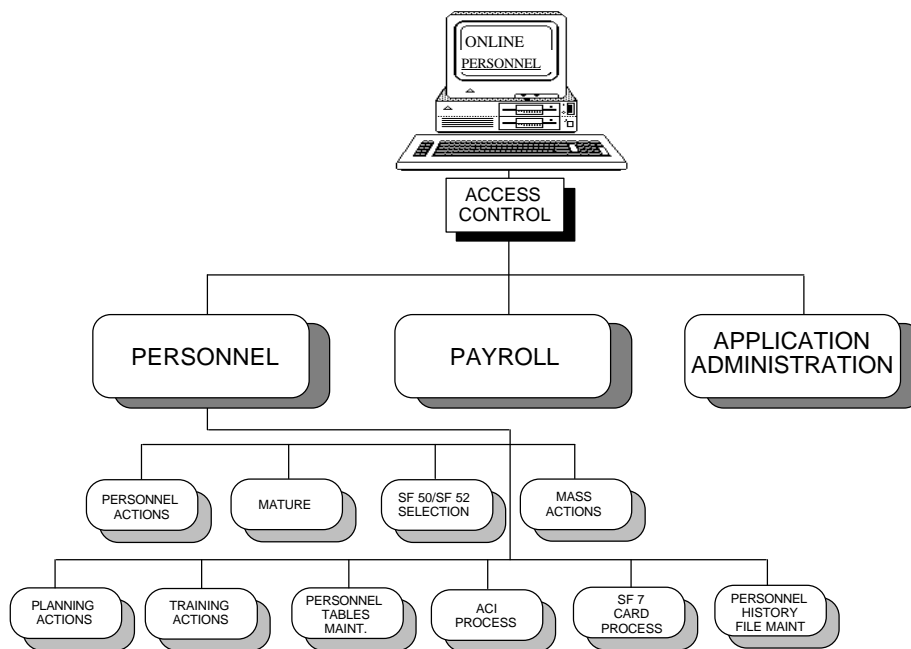 ONLINE
PERSONNEL
ACCESS
CONTROL
PERSONNEL
PAYROLL
APPLICATION
ADMINISTRATION
PERSONNEL
ACTIONS
MATURE
SF 50/SF 52
SELECTION
MASS
ACTIONS
PLANNING
ACTIONS
TRAINING
ACTIONS
PERSONNEL
TABLES
MAINT.
ACI
PROCESS
SF 7
CARD
PROCESS
PERSONNEL
HISTORY
FILE MAINT